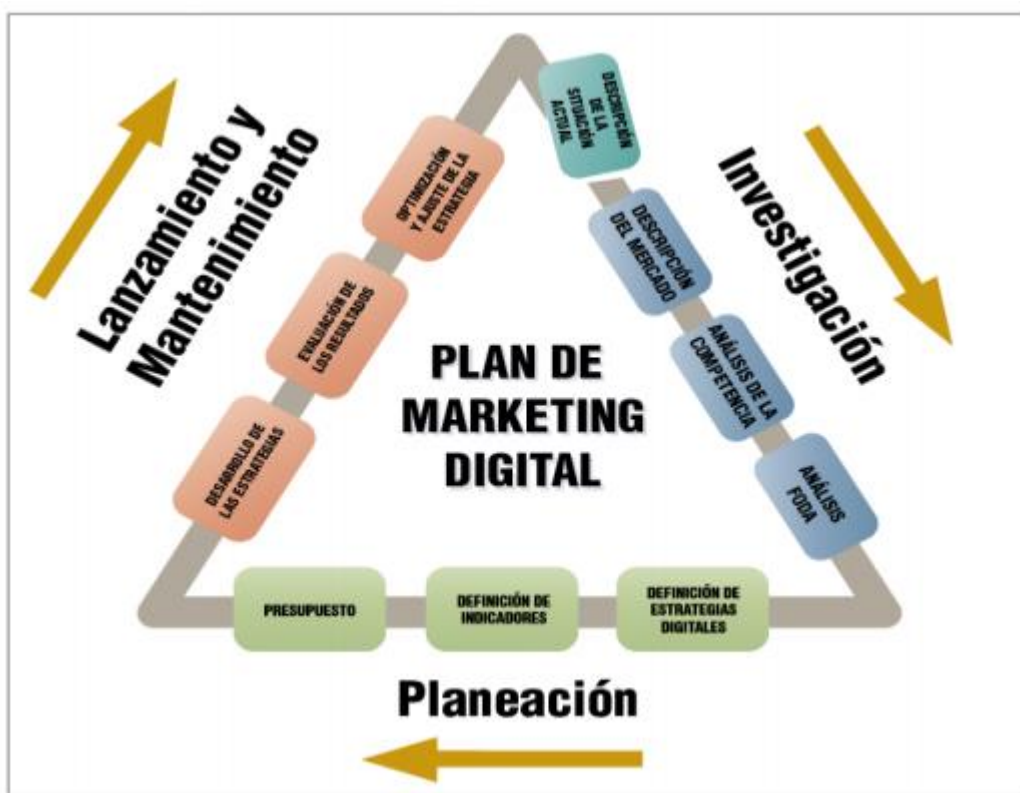 DESCRIPCIÓN
DE LA
SITUACIÓN
ACTUAL
Investigación
DESCRIPCIÓN
DEL MERCADO
ANÁLISIS DE LA
COMPETENCIA
ANÁLISIS
FODA
DEFINICIÓN DE
ESTRATEGIAS
DIGITALES
DEFINICIÓN DE
INDICADORES
PRESUPUESTO
Planeación
DESARROLLO DE
LAS ESTRATEGIAS
EVALUACIÓN DE
LOS RESULTADOS
OPTIMIZACIÓN
Y AJUSTE DE LA
ESTRATEGIA
Lanzamiento y
Mantenimiento
PLAN DE
MARKETING
DIGITAL